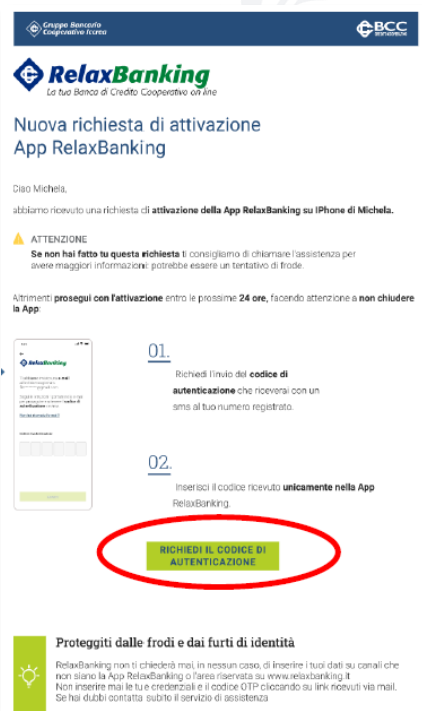 Gruppo Bancario
Cooperativo Iccrea
BCC
CREDITO COOPERATIVO
RelaxBanking
La tua Banca di Credito Cooperativo on line
Nuova richiesta di attivazione
App RelaxBanking
Ciao Michela,
abbiamo ricevuto una richiesta di attivazione della App RelaxBanking su IPhone di Michela.
ATTENZIONE
Se non hai fatto tu questa richiesta ti consigliamo di chiamare l'assistenza per
avere maggiori informazioni: potrebbe essere un tentativo di frode.
Altrimenti prosegui con l'attivazione entro le prossime 24 ore, facendo attenzione a non chiudere
la App:
RelaxBanking
01.
Richiedi l'invio del codice di
autenticazione che riceverai con un
sms al tuo numero registrato.
02.
Inserisci il codice ricevuto unicamente nella App
RelaxBanking.
RICHIEDI IL CODICE DI
AUTENTICAZIONE
Proteggiti dalle frodi e dai furti di identità
RelaxBanking non ti chiederà mai, in nessun caso, di inserire i tuoi dati su canali che
non siano la App RelaxBanking o l'area riservata su www.relaxbanking.it
Non inserire mai le tue credenziali e il codice OTP cliccando su link ricevuti via mail.
Se hai dubbi contatta subito il servizio di assistenza